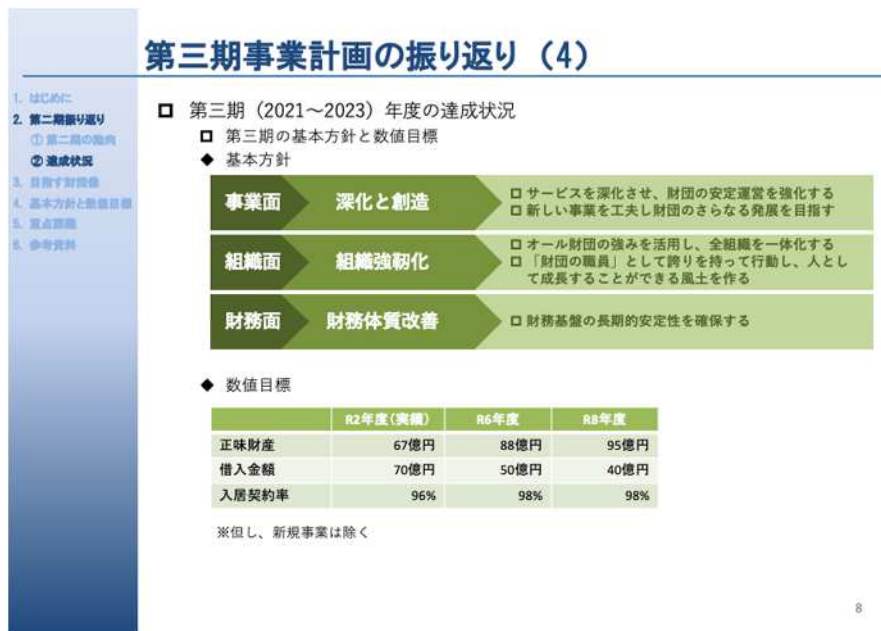 第三期事業計画の振り返り（4）
1. はじめに
2. 第二期振り返り
① 第二期の動向
② 達成状況
3. 目指す財団像
4. 基本方針と数値目標
5. 重点課題
6. 参考資料
第三期（2021～2023）年度の達成状況
第三期の基本方針と数値目標
◆ 基本方針
事業面 深化と創造
サービスを深化させ、財団の安定運営を強化する
新しい事業を工夫し財団のさらなる発展を目指す
組織面 組織強靭化
オール財団の強みを活用し、全組織を一体化する
「財団の職員」として誇りを持って行動し、人とし
て成長することができる風土を作る
財務面 財務体質改善
財務基盤の長期的安定性を確保する
◆ 数値目標
R2年度（実績） R6年度 R8年度
正味財産 67億円 88億円 95億円
借入金額 70億円 50億円 40億円
入居契約率 96% 98% 98%
※但し、新規事業は除く
8